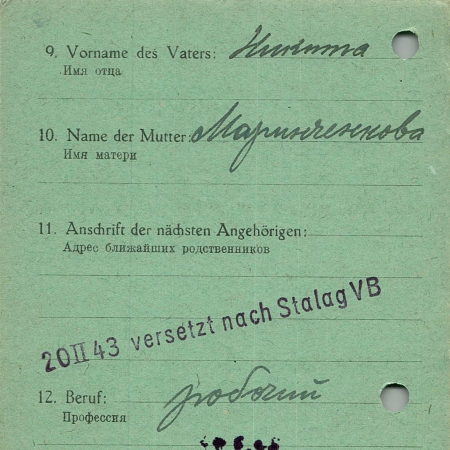 9. Vorname des Vaters: Никита
Имя отца
10. Name der Mutter: Маринченкова
Имя матери
11. Anschrift der nächsten Angehörigen:
Адрес ближайших родственников
20 II 43 versetzt nach Stalag VB
12. Beruf: робочий
Профессия